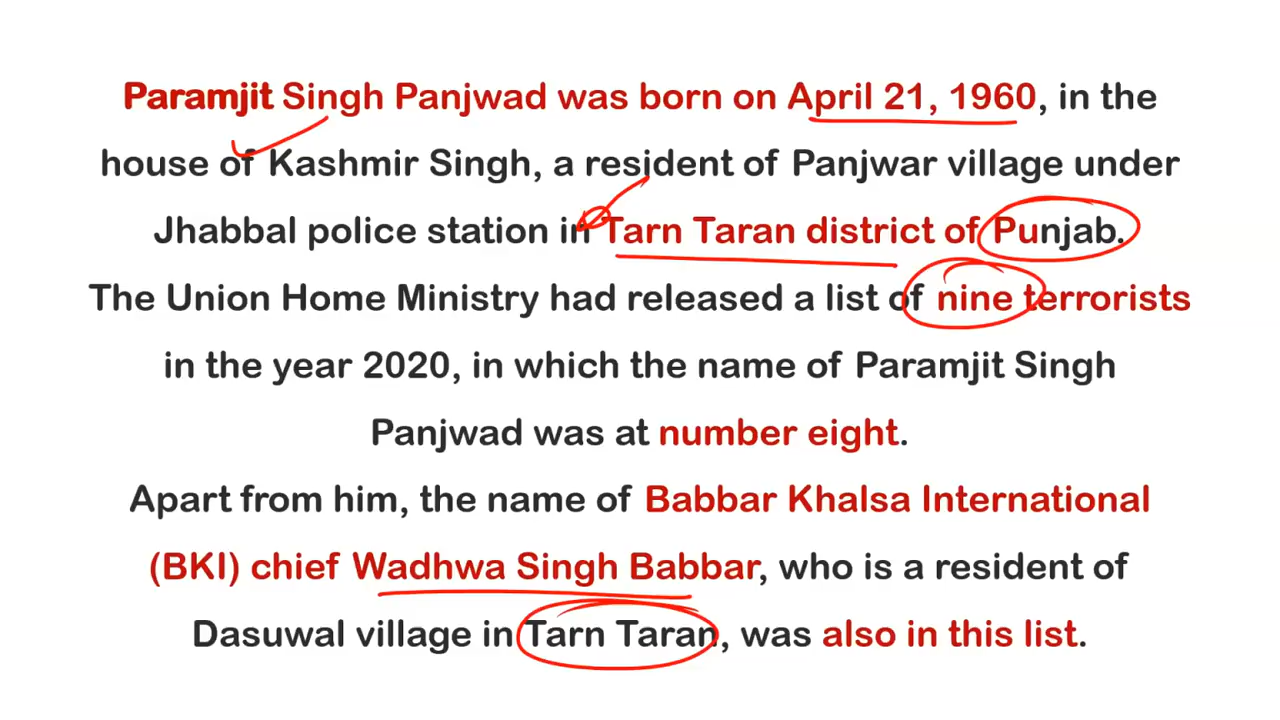 Paramjit Singh Panjwad was born on April 21, 1960, in the
house of Kashmir Singh, a resident of Panjwar village under
Jhabbal police station in Tarn Taran district of Punjab.
The Union Home Ministry had released a list of nine terrorists
in the year 2020, in which the name of Paramjit Singh
Panjwad was at number eight.
Apart from him, the name of Babbar Khalsa International
(BKI) chief Wadhwa Singh Babbar, who is a resident of
Dasuwal village in Tarn Taran, was also in this list.